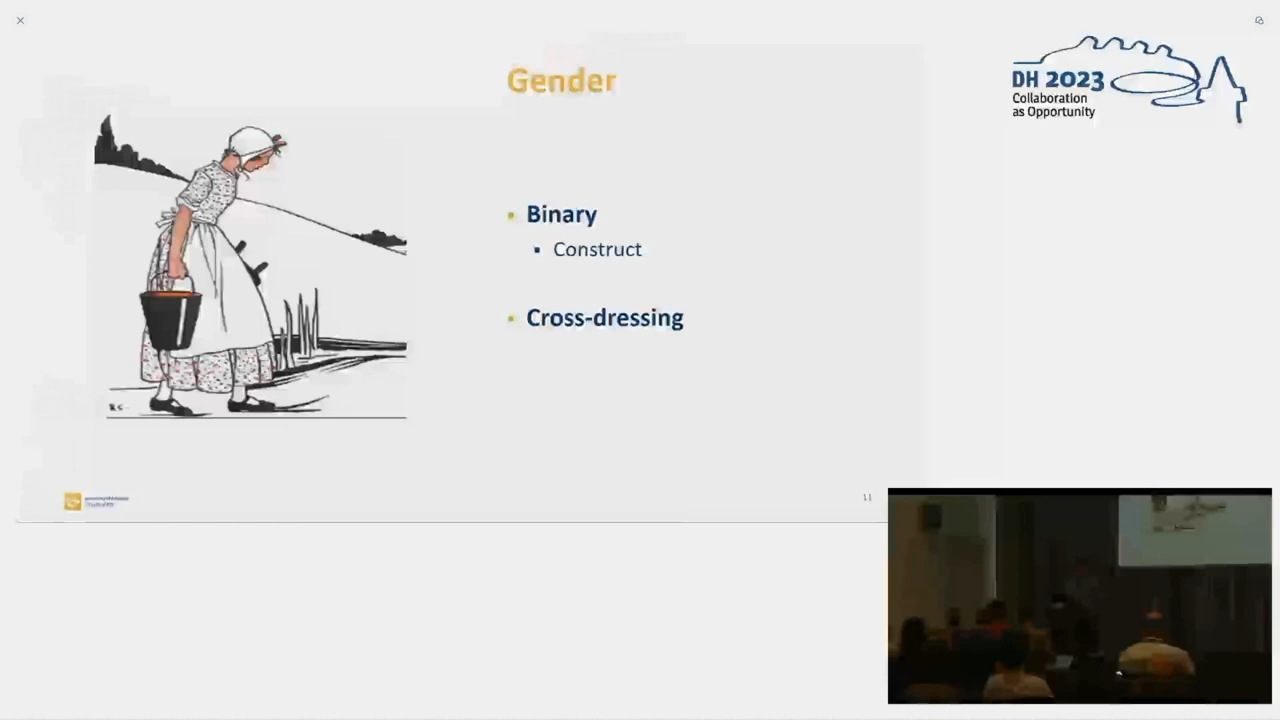 Gender
DH 2023
Collaboration
as Opportunity
Binary
Construct
Cross-dressing
R C
11